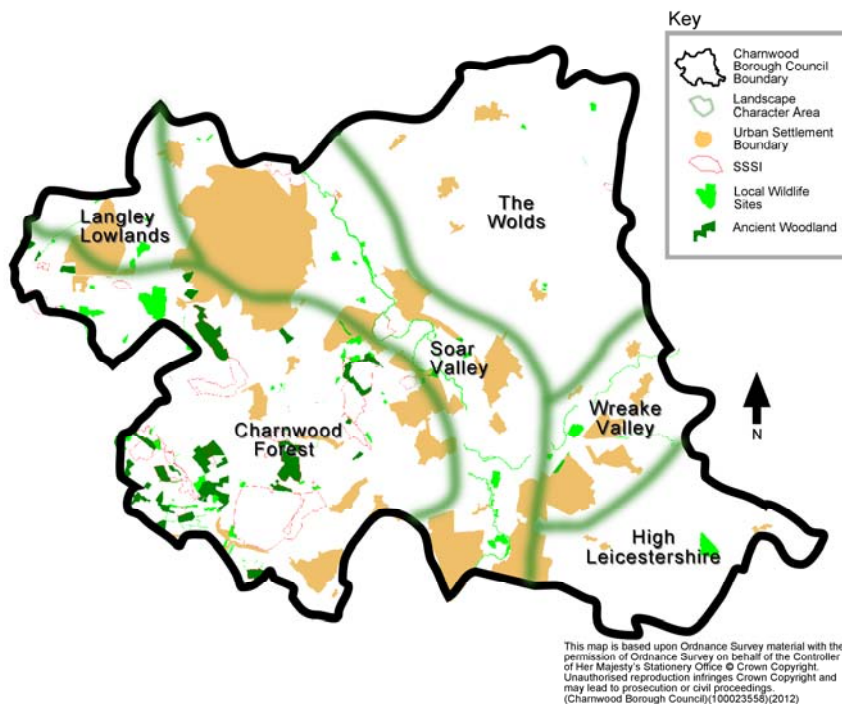 Key
Charnwood
Borough Council
Boundary
Landscape
Character Area
Urban Settlement
Boundary
SSSI
Local Wildlife
Sites
Ancient Woodland
Langley
Lowlands
The
Wolds
Soar
Valley
Wreake
Valley
Charnwood
Forest
High
Leicestershire
N
This map is based upon Ordnance Survey material with the
permission of Ordnance Survey on behalf of the Controller
of Her Majesty's Stationery Office © Crown Copyright.
Unauthorised reproduction infringes Crown Copyright and
may lead to prosecution or civil proceedings.
(Charnwood Borough Council)(100023558)(2012)